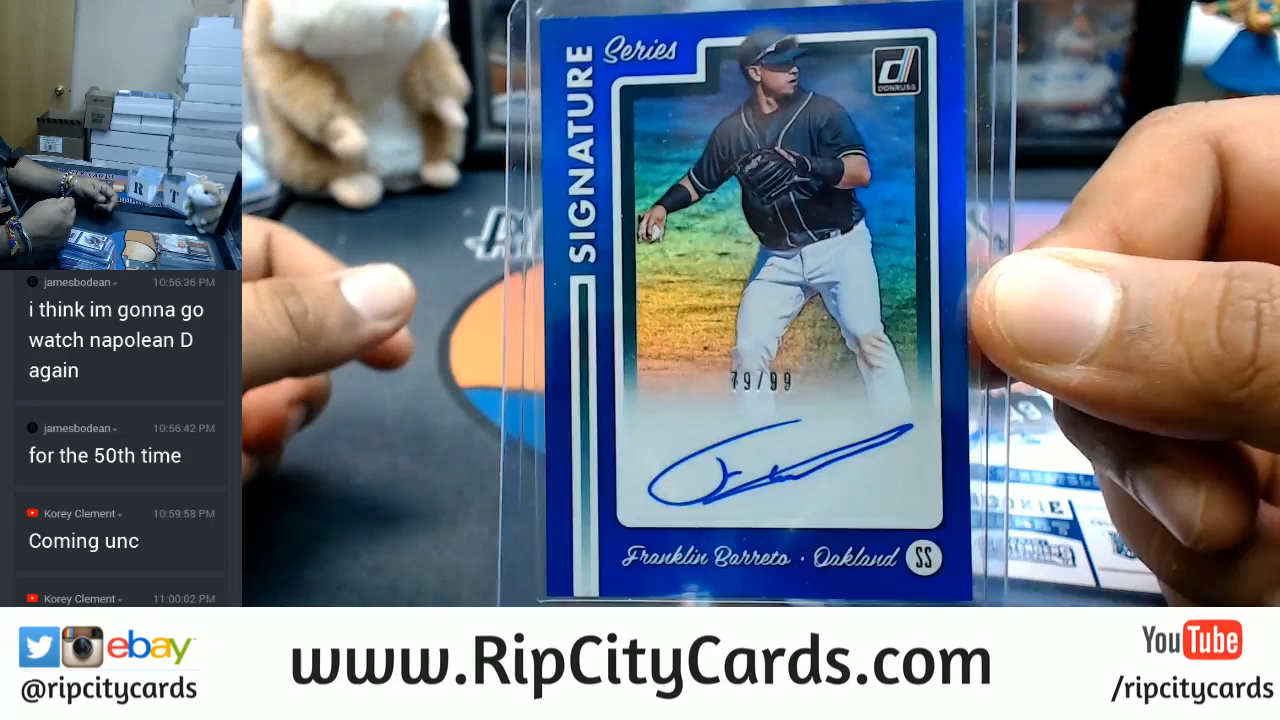 jamesbodean 10:56:36 PM
i think im gonna go
watch napolean D
again
jamesbodean 10:56:42 PM
for the 50th time
Korey Clement 10:59:58 PM
Coming unc
Korey Clement 11:00:02 PM
R T
SIGNATURE
Series
DONRUSS
79/99
Franklin Barreto · Oakland SS
ebay
@ripcitycards
www.RipCityCards.com
YouTube
/ripcitycards